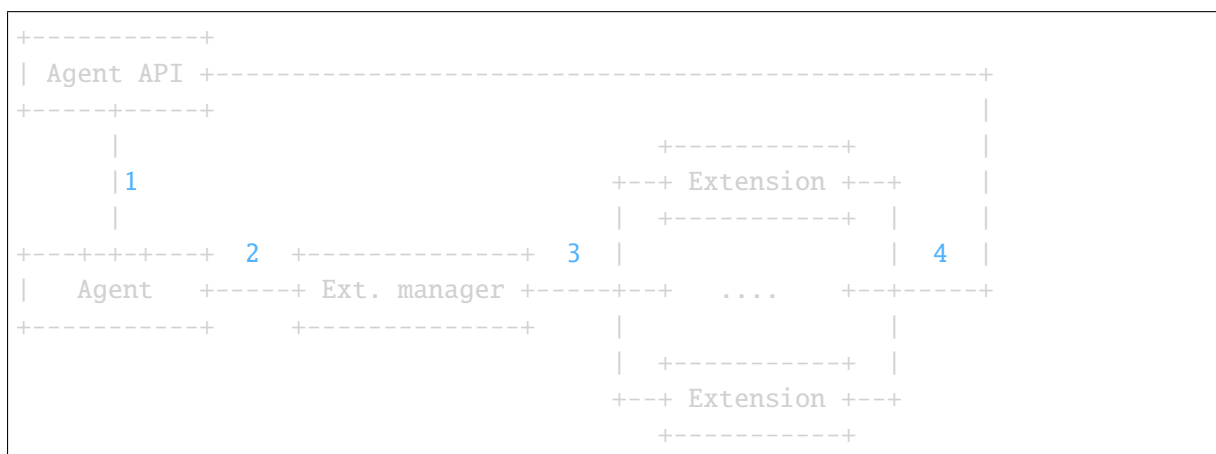 +-----------+
| Agent API +--------------------------------------------------+
+-----+-----+                                                  |
      |                                   +-----------+        |
      |1                               +--+ Extension +--+     |
      |                                |  +-----------+  |     |
+---+-+-+---+  2  +--------------+  3  |                 |  4  |
|   Agent   +-----+ Ext. manager +-----+--+   ....    +--+-----+
+-----------+     +--------------+     |                 |
                                       |  +-----------+  |
                                       +--+ Extension +--+
                                          +-----------+